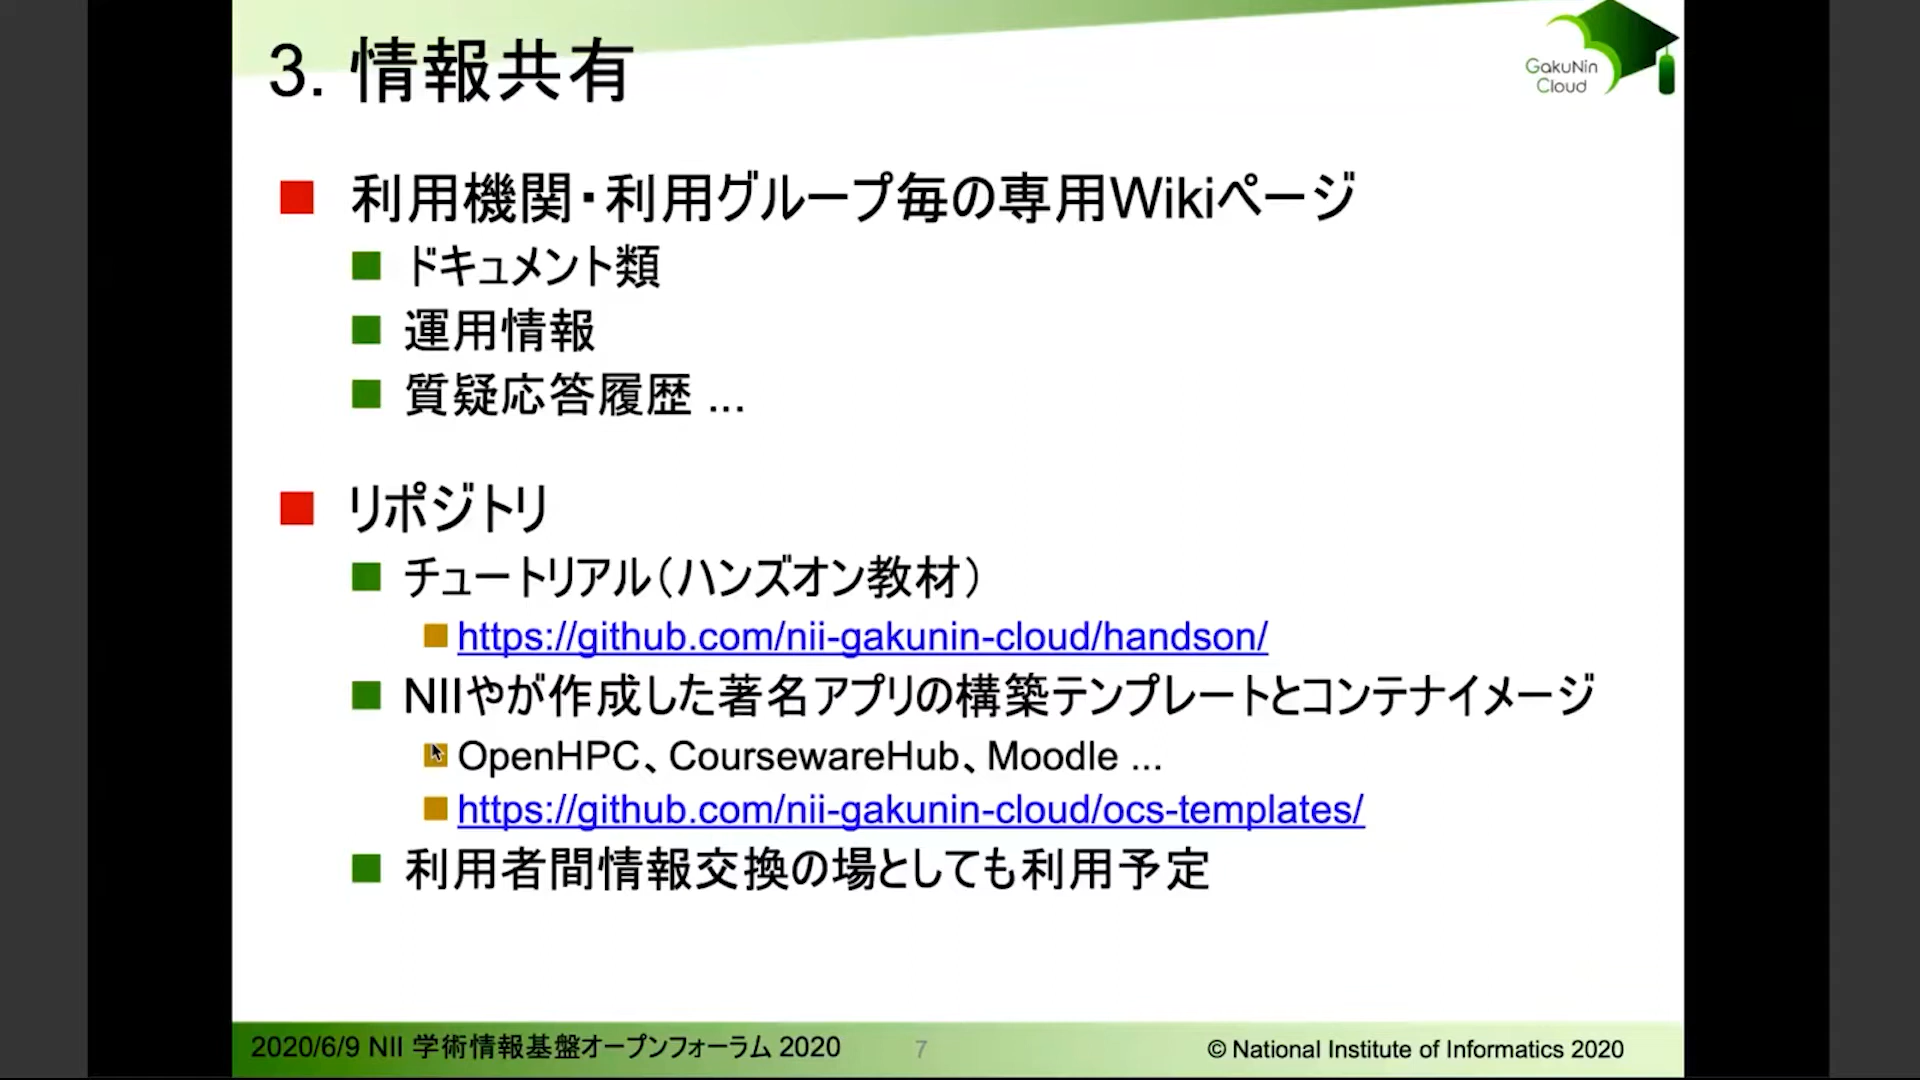 3. 情報共有
GakuNin
Cloud
利用機関・利用グループ毎の専用Wikiページ
ドキュメント類
運用情報
質疑応答履歴 ...
リポジトリ
チュートリアル（ハンズオン教材）
https://github.com/nii-gakunin-cloud/handson/
NIIやが作成した著名アプリの構築テンプレートとコンテナイメージ
OpenHPC、CoursewareHub、Moodle ...
https://github.com/nii-gakunin-cloud/ocs-templates/
利用者間情報交換の場としても利用予定
2020/6/9 NII 学術情報基盤オープンフォーラム 2020
7
© National Institute of Informatics 2020